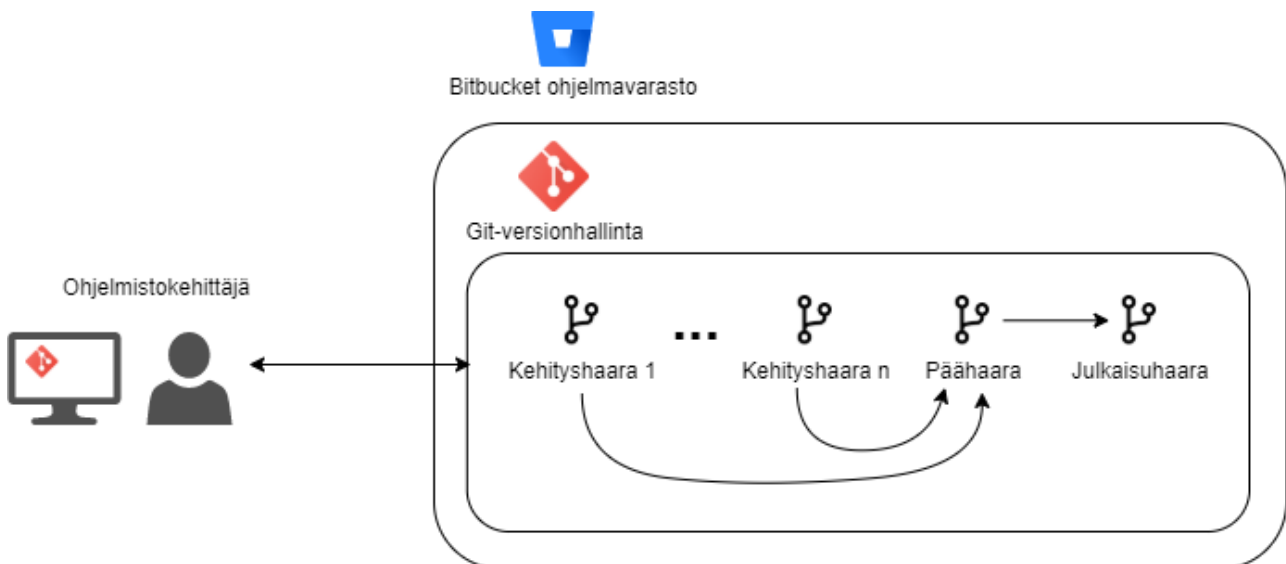 Bitbucket ohjelmavarasto
Git-versionhallinta
Ohjelmistokehittäjä
...
Kehityshaara 1
Kehityshaara n
Päähaara
Julkaisuhaara